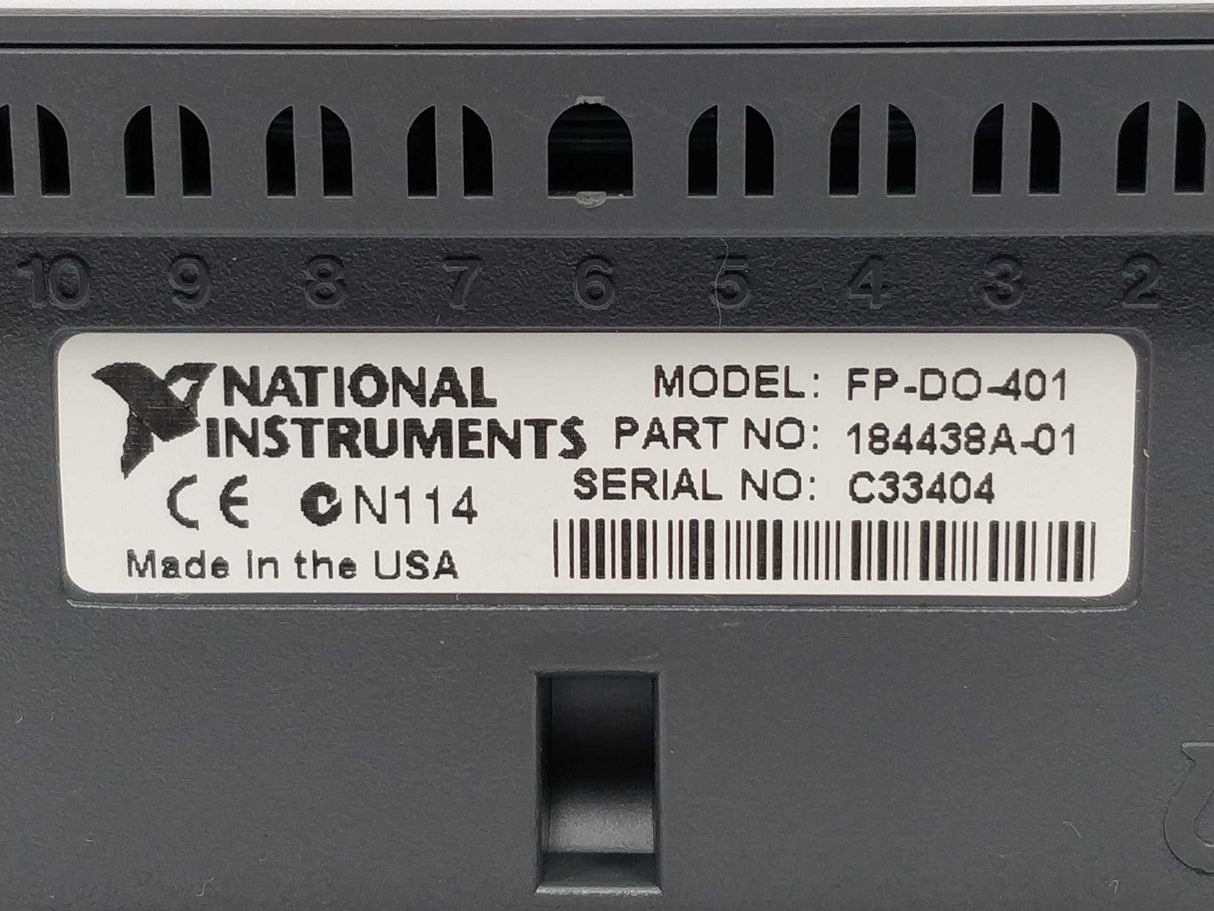 10 9 8 7 6 5 4 3 2
NATIONAL
INSTRUMENTS
MODEL: FP-DO-401
PART NO: 184438A-01
SERIAL NO: C33404
CE N114
Made in the USA